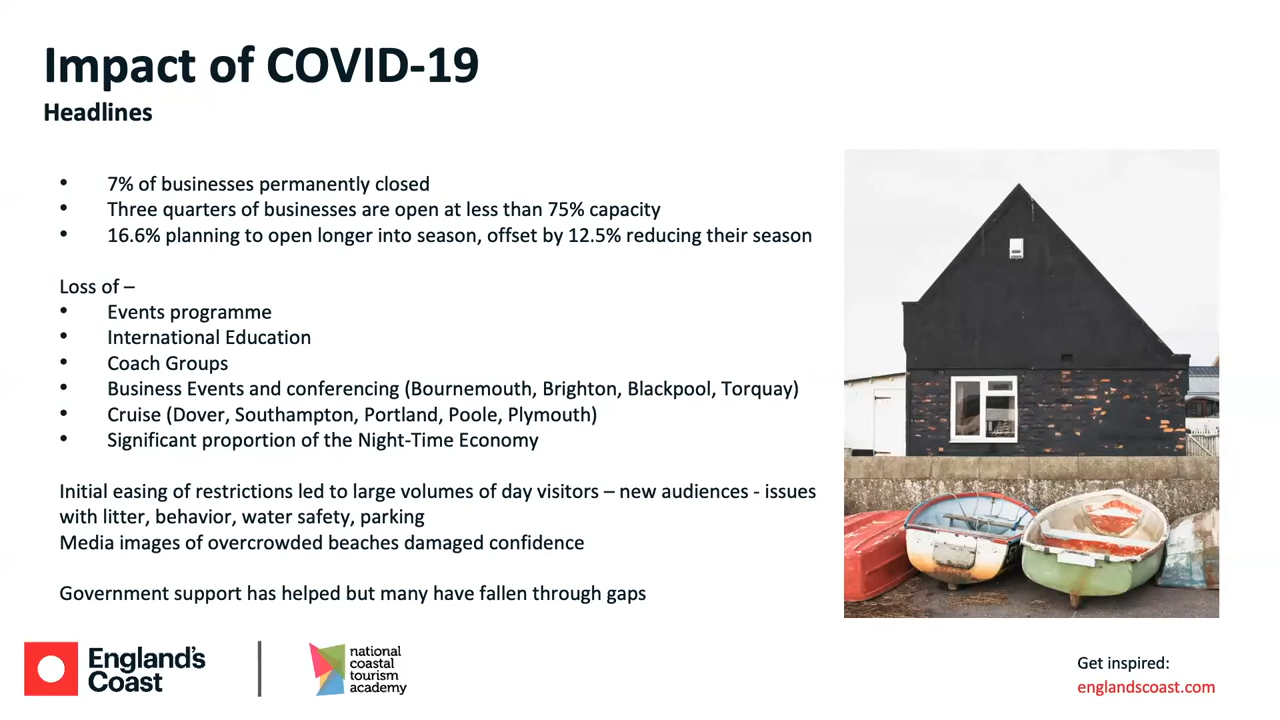 Impact of COVID-19
Headlines
• 7% of businesses permanently closed
• Three quarters of businesses are open at less than 75% capacity
• 16.6% planning to open longer into season, offset by 12.5% reducing their season
Loss of –
• Events programme
• International Education
• Coach Groups
• Business Events and conferencing (Bournemouth, Brighton, Blackpool, Torquay)
• Cruise (Dover, Southampton, Portland, Poole, Plymouth)
• Significant proportion of the Night-Time Economy
Initial easing of restrictions led to large volumes of day visitors – new audiences - issues
with litter, behavior, water safety, parking
Media images of overcrowded beaches damaged confidence
Government support has helped but many have fallen through gaps
England's
Coast
national
coastal
tourism
academy
Get inspired:
englandscoast.com